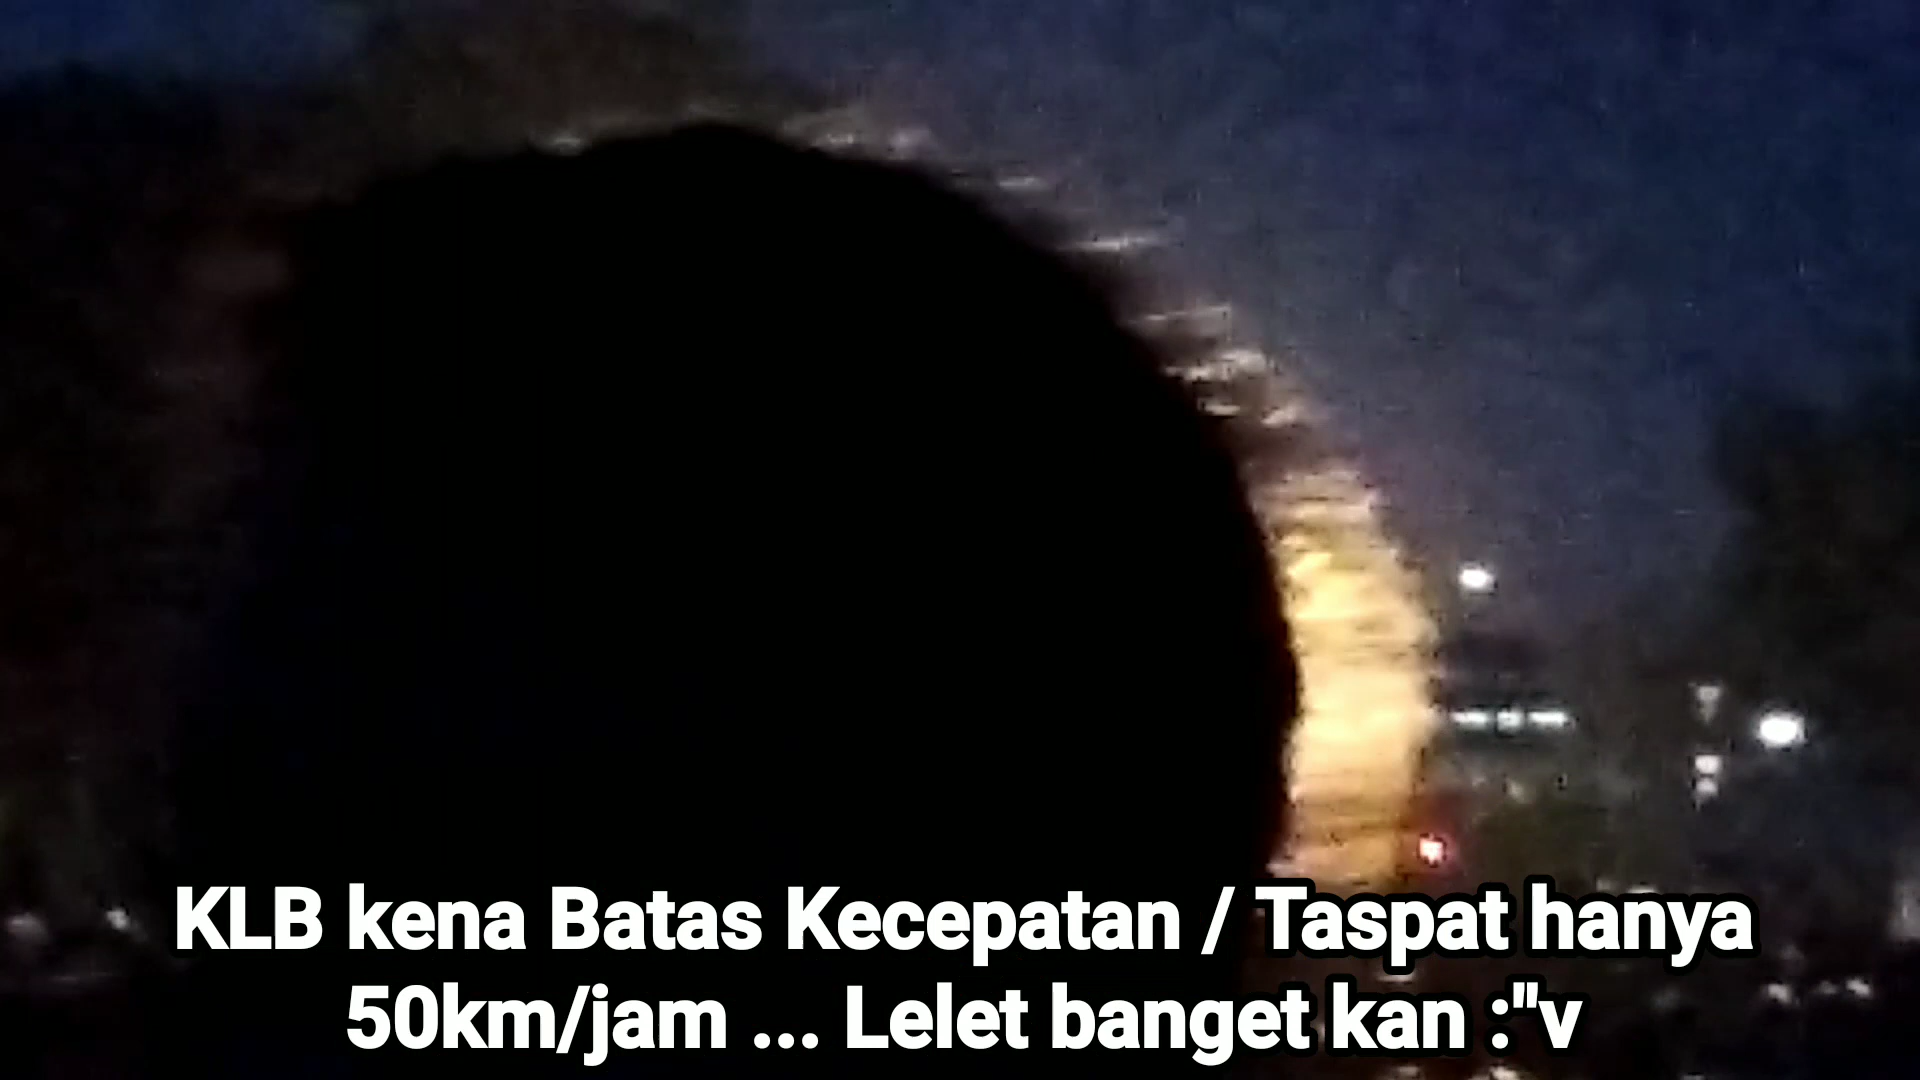 KLB kena Batas Kecepatan / Taspat hanya
50km/jam ... Lelet banget kan :"v